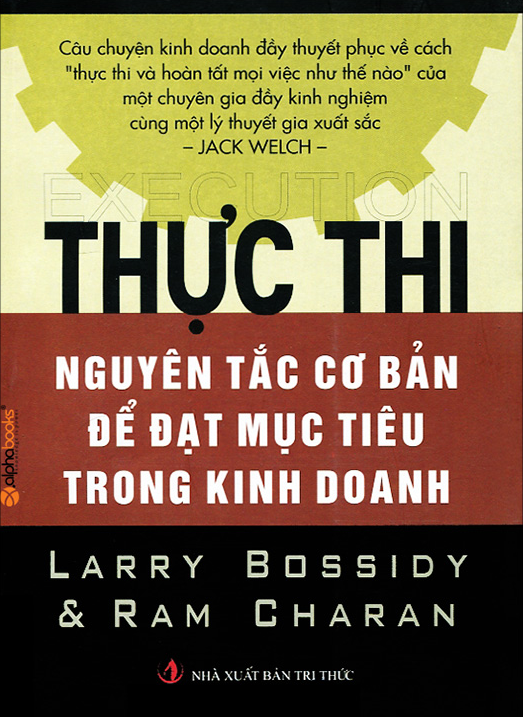 Câu chuyện kinh doanh đầy thuyết phục về cách
"thực thi và hoàn tất mọi việc như thế nào" của
một chuyên gia đầy kinh nghiệm
cùng một lý thuyết gia xuất sắc
– JACK WELCH –
EXECUTION
THỰC THI
NGUYÊN TẮC CƠ BẢN
ĐỂ ĐẠT MỤC TIÊU
TRONG KINH DOANH
alphabooks®
knowledge is power
LARRY BOSSIDY
& RAM CHARAN
NHÀ XUẤT BẢN TRI THỨC